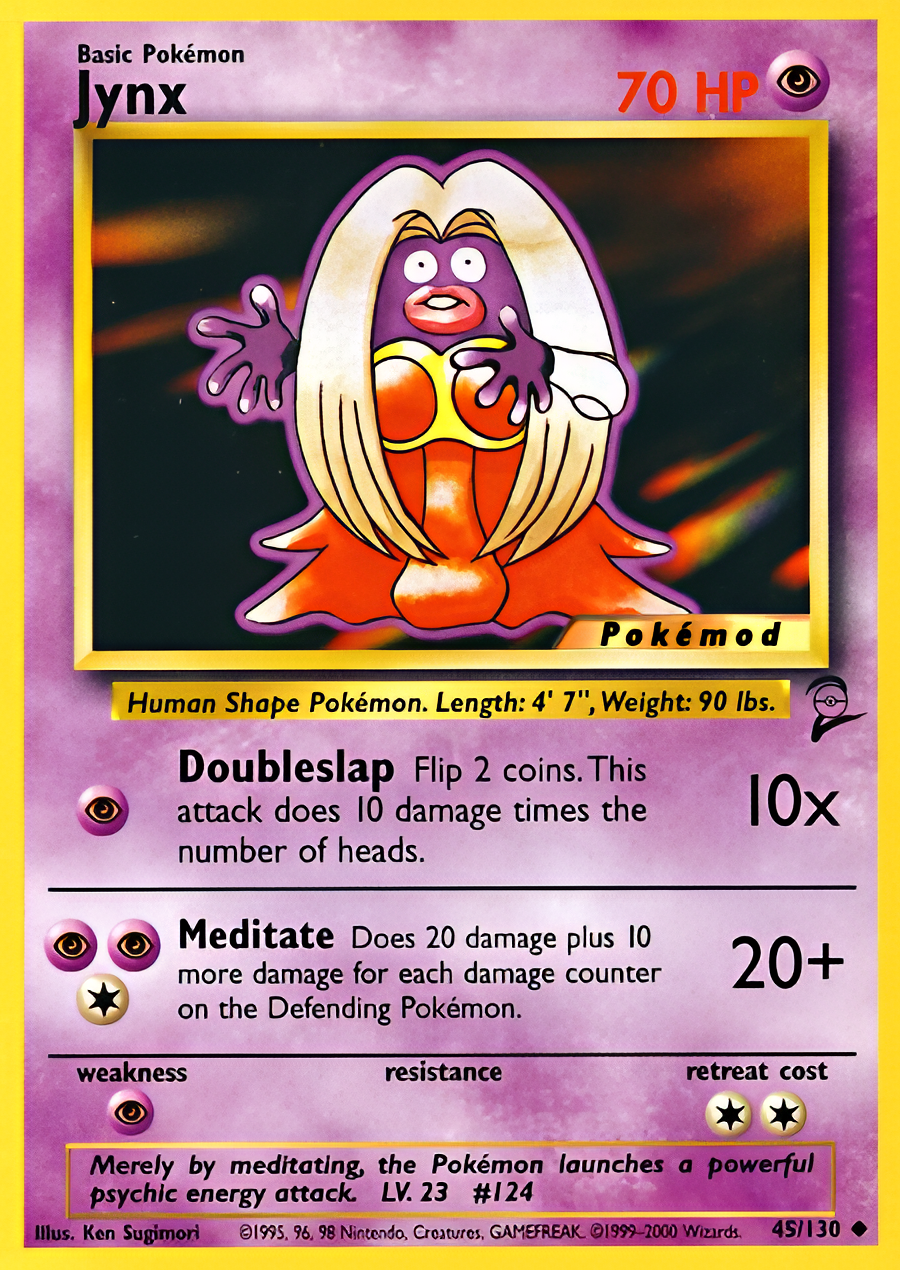 Basic Pokémon
Jynx
70 HP
Pokémod
Human Shape Pokémon. Length: 4' 7", Weight: 90 lbs.
Doubleslap Flip 2 coins. This
attack does 10 damage times the
number of heads.
10x
Meditate Does 20 damage plus 10
more damage for each damage counter
on the Defending Pokémon.
20+
weakness resistance retreat cost
Merely by meditating, the Pokémon launches a powerful
psychic energy attack. LV. 23 #124
Illus. Ken Sugimori ©1995, 96, 98 Nintendo, Creatures, GAMEFREAK. ©1999–2000 Wizards. 45/130